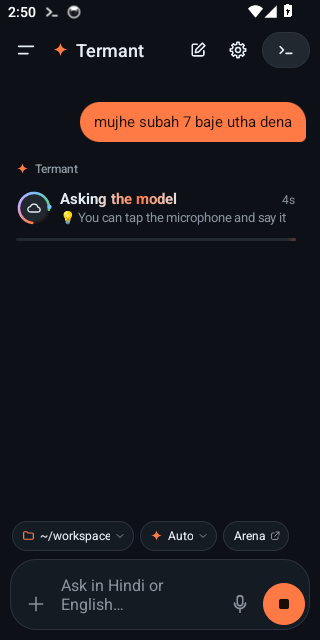 2:50
Termant
mujhe subah 7 baje utha dena
Termant
Asking the model
4s
💡 You can tap the microphone and say it
~/workspace
Auto
Arena
Ask in Hindi or
English…